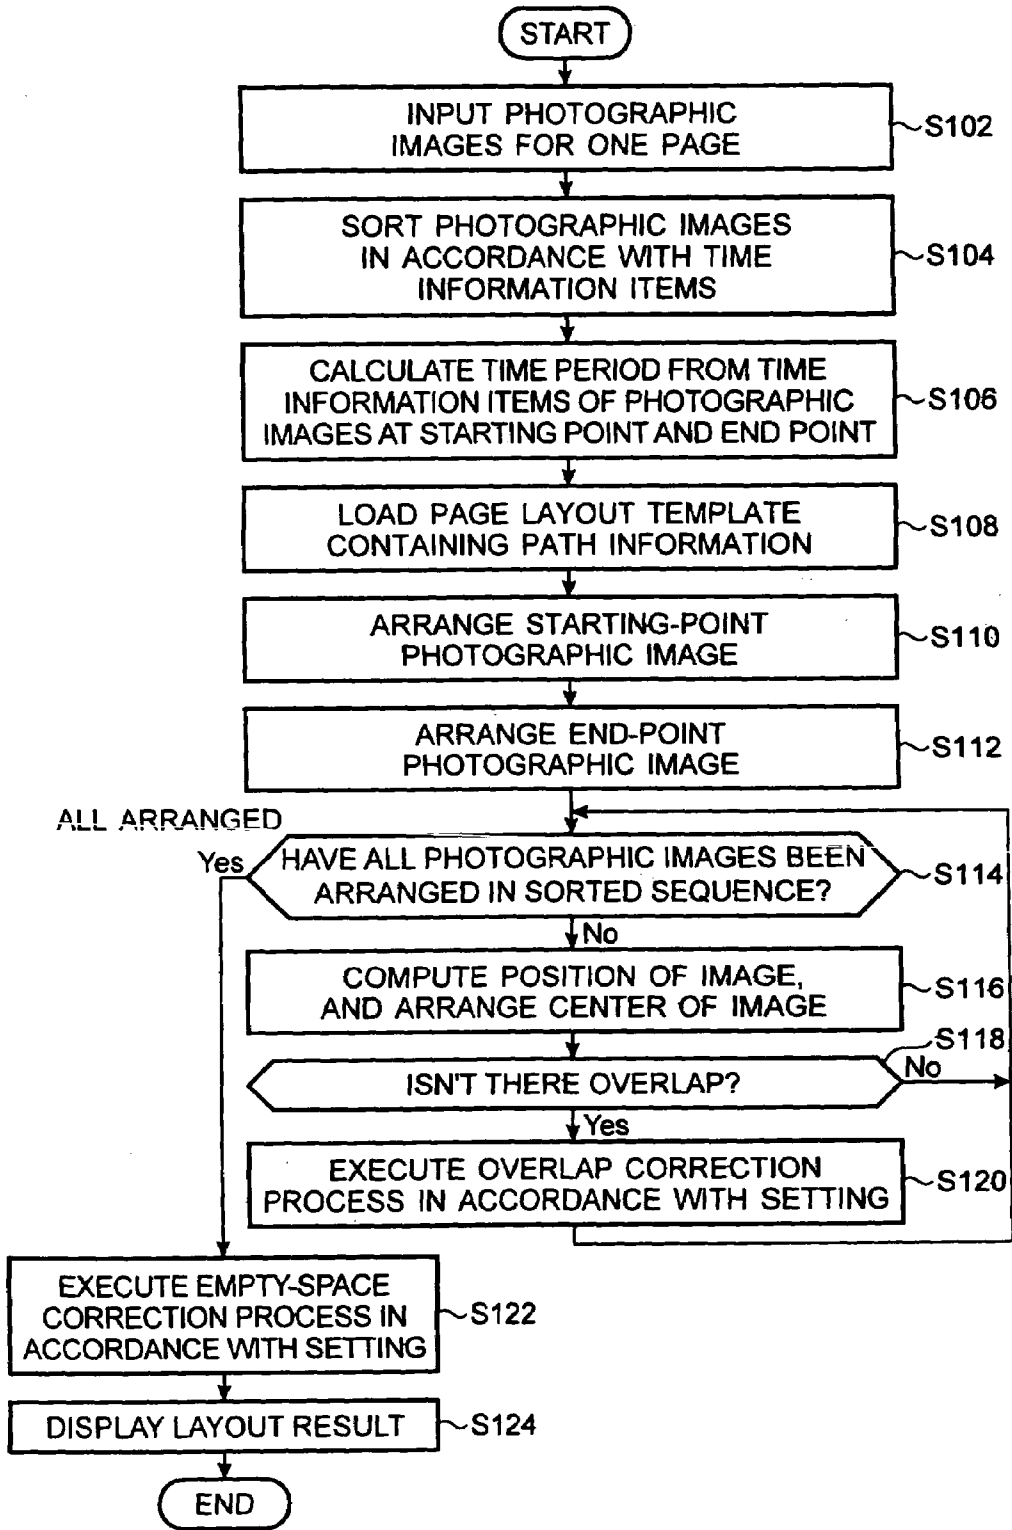 START
INPUT PHOTOGRAPHIC
IMAGES FOR ONE PAGE
S102
SORT PHOTOGRAPHIC IMAGES
IN ACCORDANCE WITH TIME
INFORMATION ITEMS
S104
CALCULATE TIME PERIOD FROM TIME
INFORMATION ITEMS OF PHOTOGRAPHIC
IMAGES AT STARTING POINT AND END POINT
S106
LOAD PAGE LAYOUT TEMPLATE
CONTAINING PATH INFORMATION
S108
ARRANGE STARTING-POINT
PHOTOGRAPHIC IMAGE
S110
ARRANGE END-POINT
PHOTOGRAPHIC IMAGE
S112
ALL ARRANGED
Yes
HAVE ALL PHOTOGRAPHIC IMAGES BEEN
ARRANGED IN SORTED SEQUENCE?
S114
No
COMPUTE POSITION OF IMAGE,
AND ARRANGE CENTER OF IMAGE
S116
S118
ISN'T THERE OVERLAP?
No
Yes
EXECUTE OVERLAP CORRECTION
PROCESS IN ACCORDANCE WITH SETTING
S120
EXECUTE EMPTY-SPACE
CORRECTION PROCESS IN
ACCORDANCE WITH SETTING
S122
DISPLAY LAYOUT RESULT
S124
END